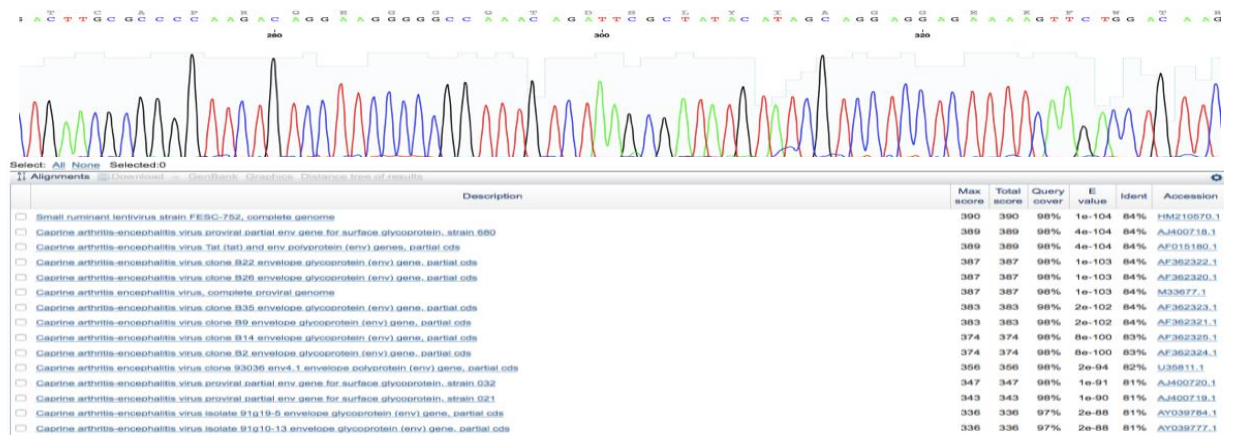 280 300 320
Select: All None Selected:0
Alignments Download GenBank Graphics Distance tree of results
Description Max score Total score Query cover E value Ident Accession
Small ruminant lentivirus strain FESC-752, complete genome 390 390 98% 1e-104 84% HM210570.1
Caprine arthritis-encephalitis virus proviral partial env gene for surface glycoprotein, strain 680 389 389 98% 4e-104 84% AJ400718.1
Caprine arthritis-encephalitis virus Tat (tat) and env polyprotein (env) genes, partial cds 389 389 98% 4e-104 84% AF015180.1
Caprine arthritis-encephalitis virus clone B22 envelope glycoprotein (env) gene, partial cds 387 387 98% 1e-103 84% AF362322.1
Caprine arthritis-encephalitis virus clone B26 envelope glycoprotein (env) gene, partial cds 387 387 98% 1e-103 84% AF362320.1
Caprine arthritis encephalitis virus, complete proviral genome 387 387 98% 1e-103 84% M33677.1
Caprine arthritis-encephalitis virus clone B35 envelope glycoprotein (env) gene, partial cds 383 383 98% 2e-102 84% AF362323.1
Caprine arthritis-encephalitis virus clone B9 envelope glycoprotein (env) gene, partial cds 383 383 98% 2e-102 84% AF362321.1
Caprine arthritis-encephalitis virus clone B14 envelope glycoprotein (env) gene, partial cds 374 374 98% 8e-100 83% AF362325.1
Caprine arthritis-encephalitis virus clone B2 envelope glycoprotein (env) gene, partial cds 374 374 98% 8e-100 83% AF362324.1
Caprine arthritis-encephalitis virus clone 93036 env4.1 envelope polyprotein (env) gene, partial cds 356 356 98% 2e-94 82% U35811.1
Caprine arthritis-encephalitis virus proviral partial env gene for surface glycoprotein, strain 032 347 347 98% 1e-91 81% AJ400720.1
Caprine arthritis-encephalitis virus proviral partial env gene for surface glycoprotein, strain 021 343 343 98% 1e-90 81% AJ400719.1
Caprine arthritis-encephalitis virus isolate 91g19-5 envelope glycoprotein (env) gene, partial cds 336 336 97% 2e-88 81% AY039784.1
Caprine arthritis-encephalitis virus isolate 91g10-13 envelope glycoprotein (env) gene, partial cds 336 336 97% 2e-88 81% AY039777.1